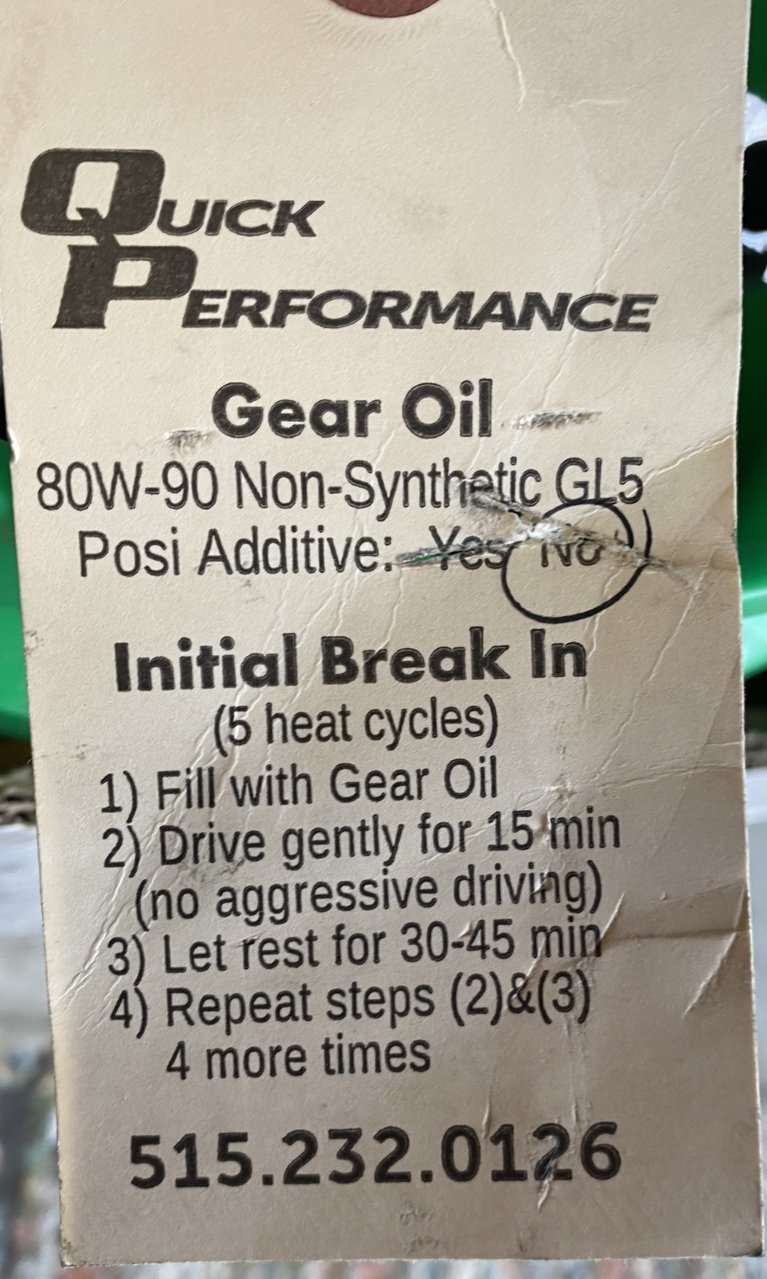 QUICK
PERFORMANCE
Gear Oil
80W-90 Non-Synthetic GL5
Posi Additive: Yes No
Initial Break In
(5 heat cycles)
1) Fill with Gear Oil
2) Drive gently for 15 min
(no aggressive driving)
3) Let rest for 30-45 min
4) Repeat steps (2)&(3)
4 more times
515.232.0126